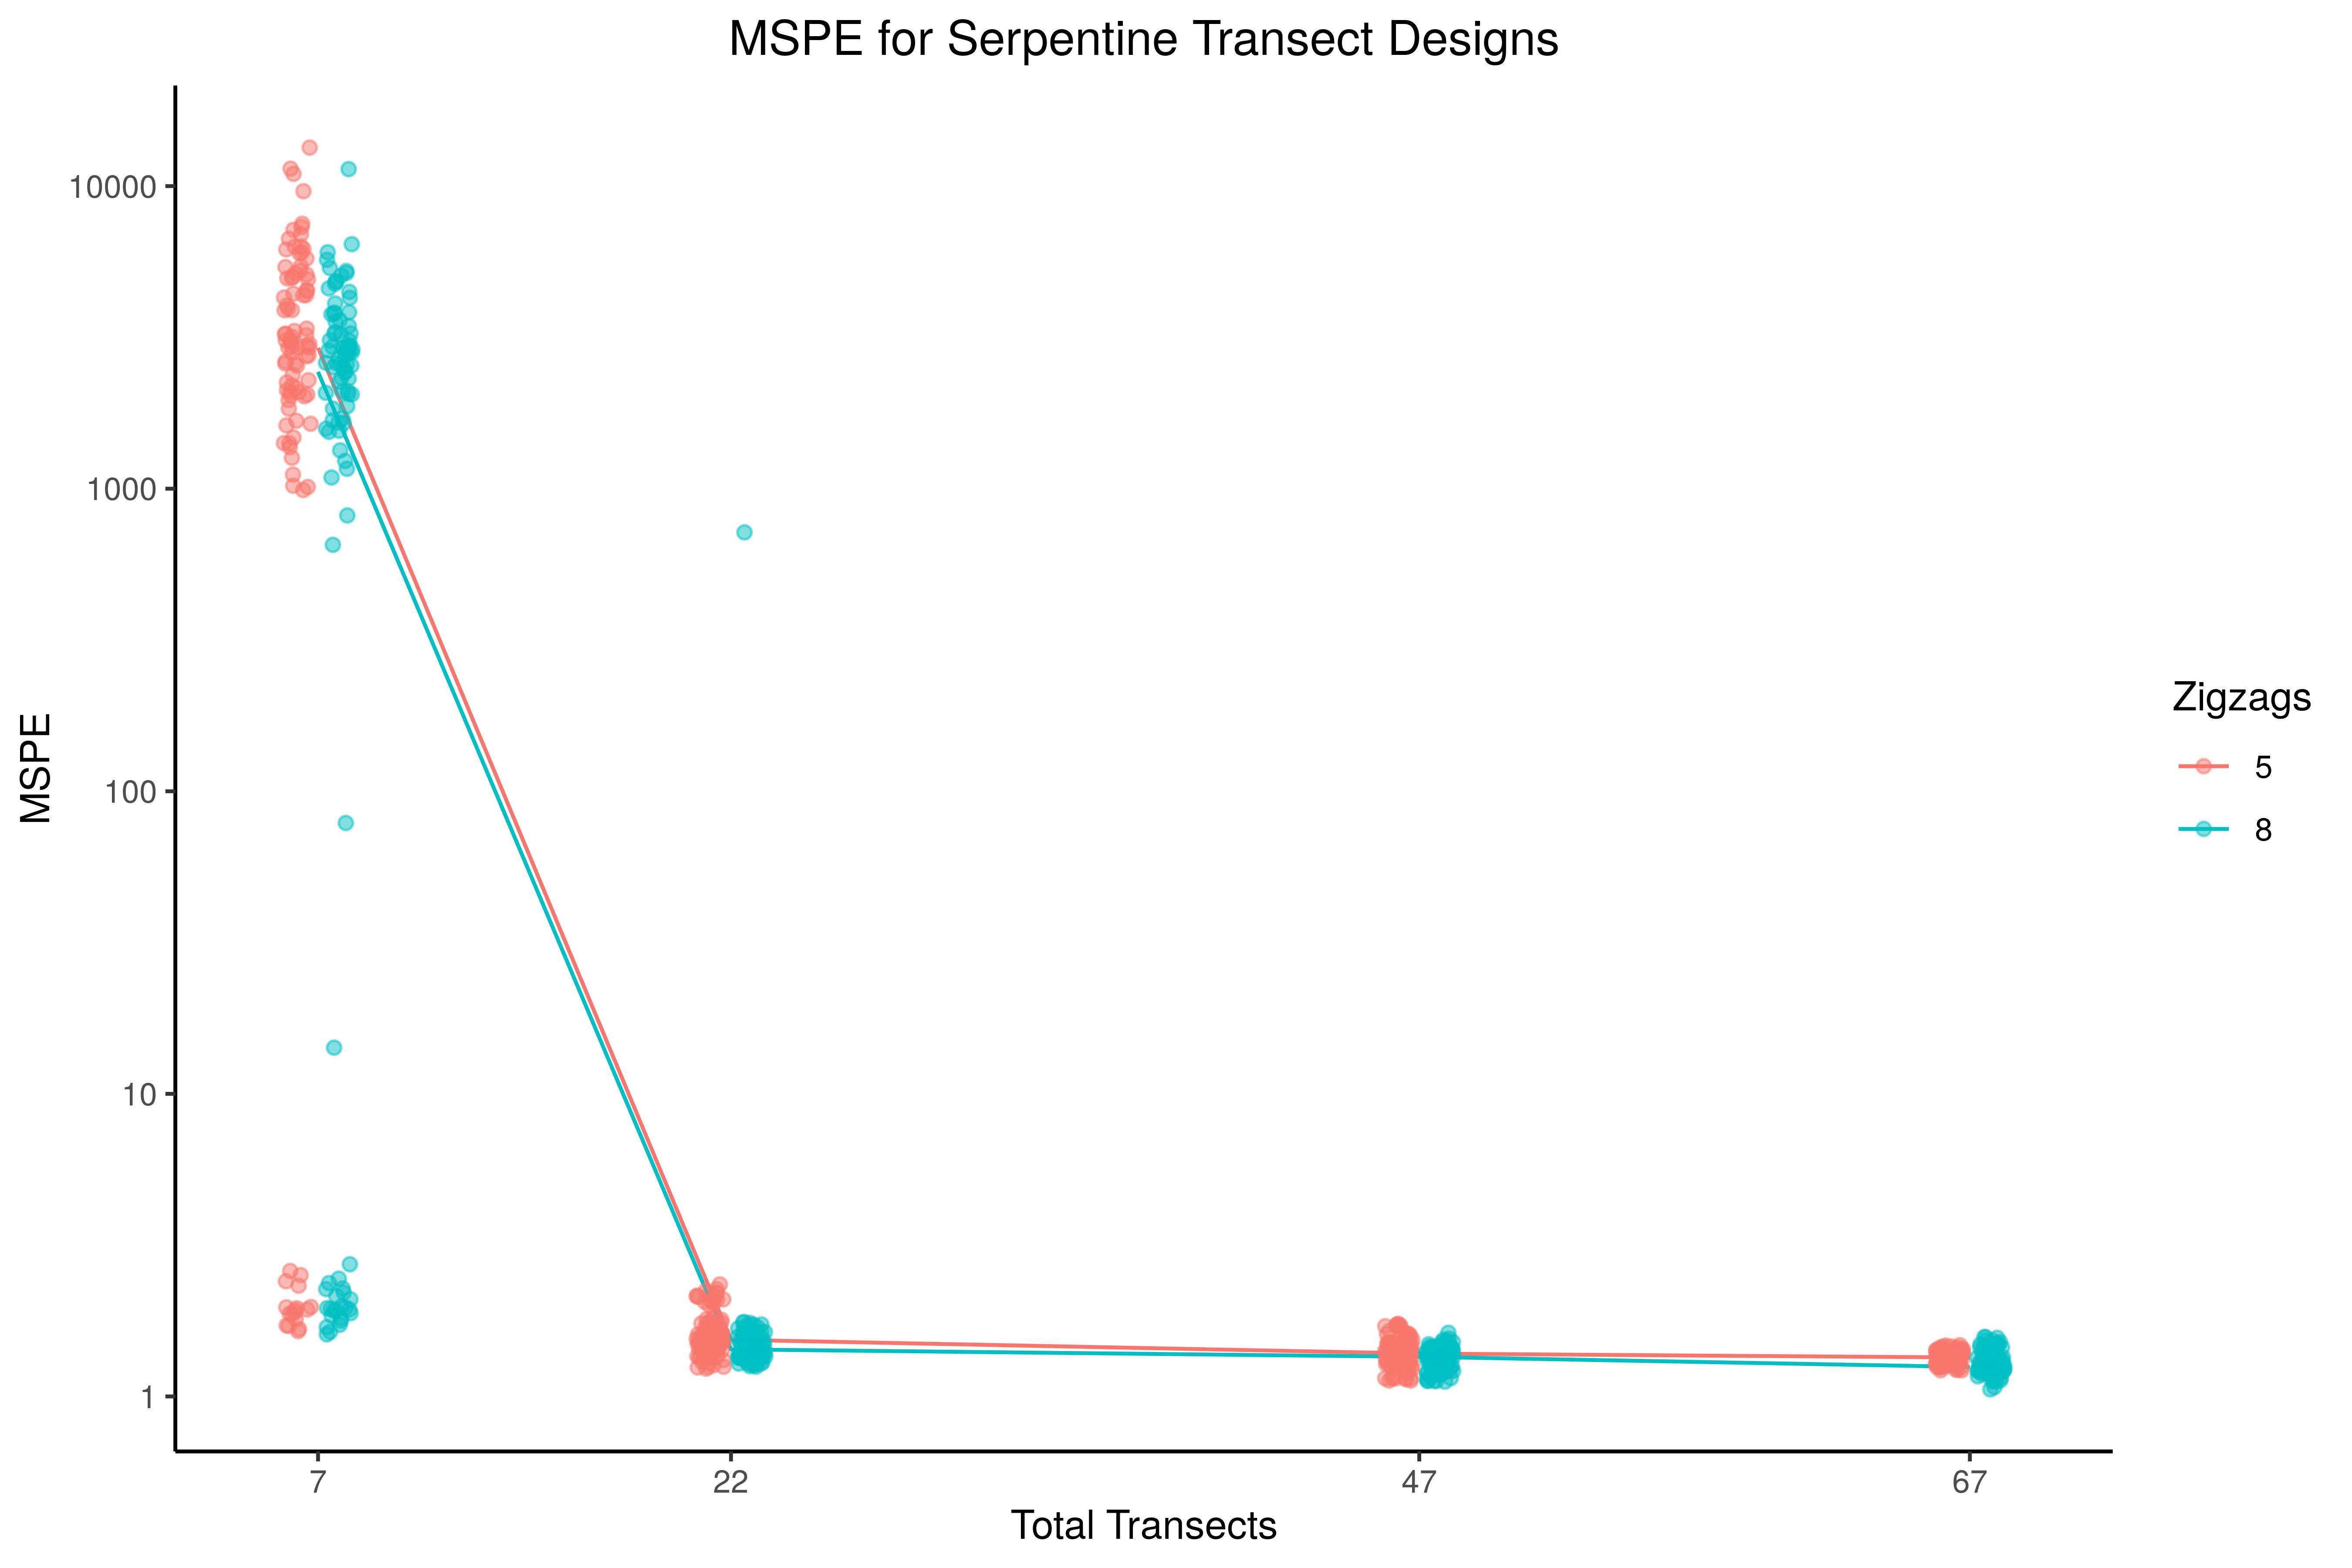 MSPE for Serpentine Transect Designs
MSPE
10000
1000
100
10
1
7 22 47 67
Total Transects
Zigzags
5
8